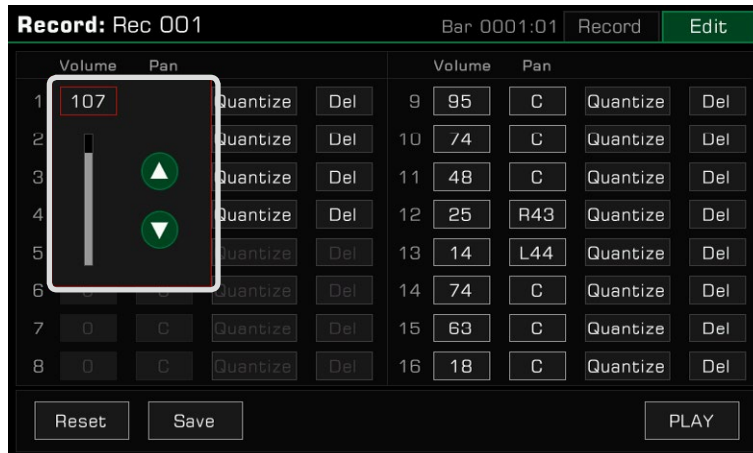 Record: Rec 001 Bar 0001:01 Record Edit
Volume Pan Volume Pan
1 107 Quantize Del 9 95 C Quantize Del
2 Quantize Del 10 74 C Quantize Del
3 Quantize Del 11 48 C Quantize Del
4 Quantize Del 12 25 R43 Quantize Del
5 Quantize Del 13 14 L44 Quantize Del
6 0 C Quantize Del 14 74 C Quantize Del
7 0 C Quantize Del 15 63 C Quantize Del
8 0 C Quantize Del 16 18 C Quantize Del
Reset Save PLAY